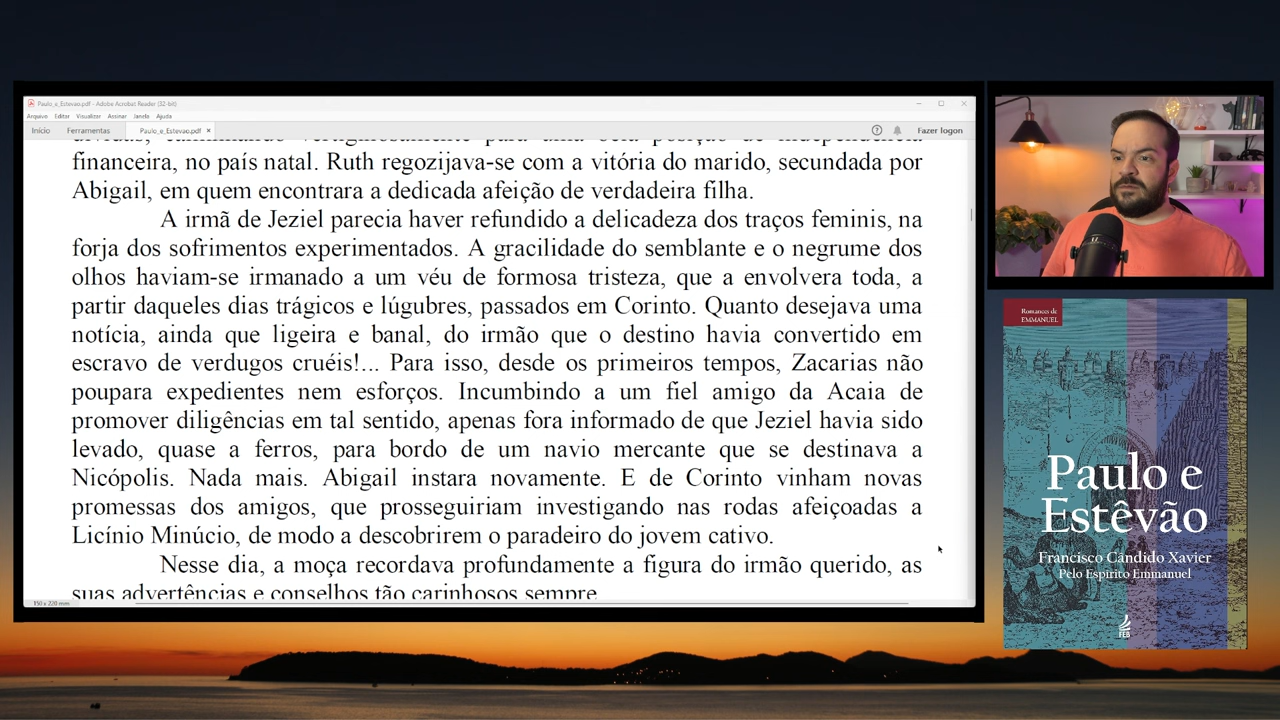 Paulo_e_Estevao.pdf - Adobe Acrobat Reader (32-bit)
Arquivo Editar Visualizar Assinar Janela Ajuda
Início Ferramentas Paulo_e_Estevao.pdf × Fazer logon
financeira, no país natal. Ruth regozijava-se com a vitória do marido, secundada por
Abigail, em quem encontrara a dedicada afeição de verdadeira filha.
A irmã de Jeziel parecia haver refundido a delicadeza dos traços feminis, na
forja dos sofrimentos experimentados. A gracilidade do semblante e o negrume dos
olhos haviam-se irmanado a um véu de formosa tristeza, que a envolvera toda, a
partir daqueles dias trágicos e lúgubres, passados em Corinto. Quanto desejava uma
notícia, ainda que ligeira e banal, do irmão que o destino havia convertido em
escravo de verdugos cruéis!... Para isso, desde os primeiros tempos, Zacarias não
poupara expedientes nem esforços. Incumbindo a um fiel amigo da Acaia de
promover diligências em tal sentido, apenas fora informado de que Jeziel havia sido
levado, quase a ferros, para bordo de um navio mercante que se destinava a
Nicópolis. Nada mais. Abigail instara novamente. E de Corinto vinham novas
promessas dos amigos, que prosseguiriam investigando nas rodas afeiçoadas a
Licínio Minúcio, de modo a descobrirem o paradeiro do jovem cativo.
Nesse dia, a moça recordava profundamente a figura do irmão querido, as
suas advertências e conselhos tão carinhosos sempre
150 x 220 mm
Romances de
EMMANUEL
Paulo e
Estêvão
Francisco Cândido Xavier
Pelo Espírito Emmanuel
FEB